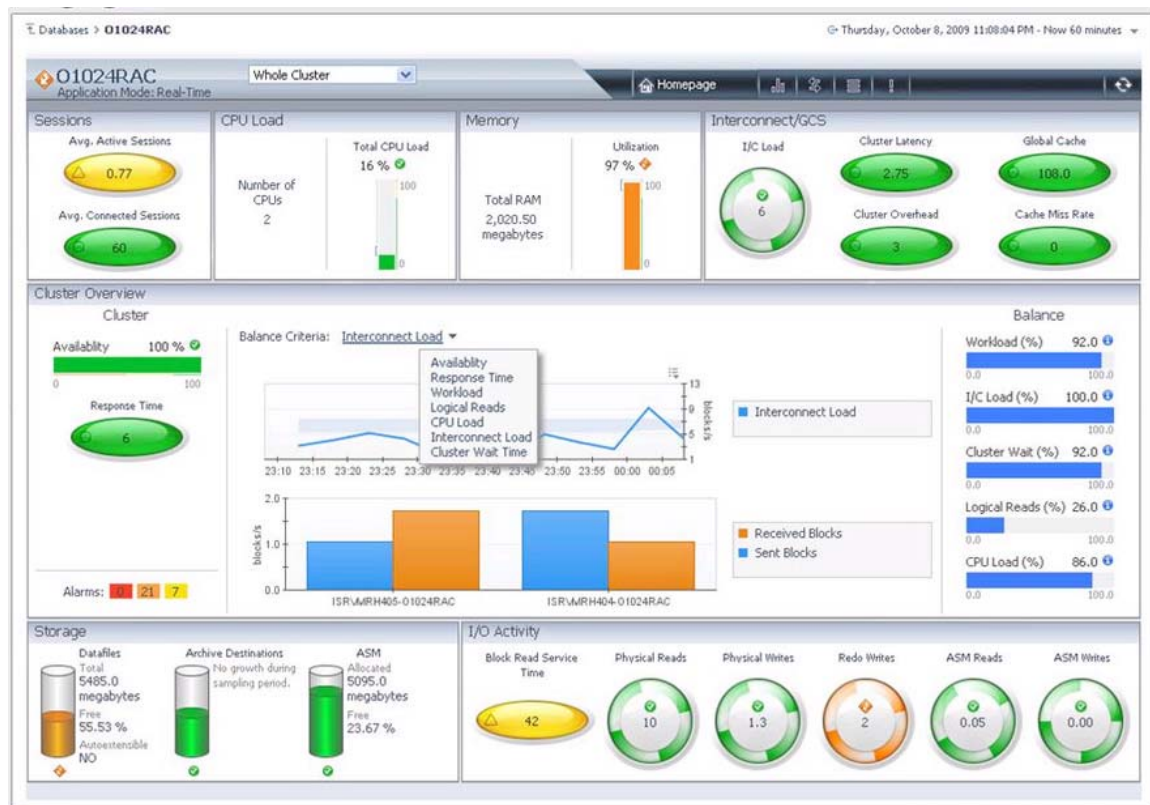 Databases > O1024RAC
Thursday, October 8, 2009 11:08:04 PM - Now 60 minutes
O1024RAC
Application Mode: Real-Time
Whole Cluster
Homepage
Sessions
Avg. Active Sessions
0.77
Avg. Connected Sessions
60
CPU Load
Number of
CPUs
2
Total CPU Load
16 %
100
0
Memory
Total RAM
2,020.50
megabytes
Utilization
97 %
100
0
Interconnect/GCS
I/C Load
6
Cluster Latency
2.75
Global Cache
108.0
Cluster Overhead
3
Cache Miss Rate
0
Cluster Overview
Cluster
Availablity 100 %
0 100
Response Time
6
Alarms: 0 21 7
Balance Criteria: Interconnect Load
Availablity
Response Time
Workload
Logical Reads
CPU Load
Interconnect Load
Cluster Wait Time
13
9
5
1
blocks/s
23:10 23:15 23:20 23:25 23:30 23:35 23:40 23:45 23:50 23:55 00:00 00:05
Interconnect Load
2.0
1.0
0.0
blocks/s
ISRVMRH405-O1024RAC ISRVMRH404-O1024RAC
Received Blocks
Sent Blocks
Balance
Workload (%) 92.0
0.0 100.0
I/C Load (%) 100.0
0.0 100.0
Cluster Wait (%) 92.0
0.0 100.0
Logical Reads (%) 26.0
0.0 100.0
CPU Load (%) 86.0
0.0 100.0
Storage
Datafiles
Total
5485.0
megabytes
Free
55.53 %
Autoextensible
NO
Archive Destinations
No growth during
sampling period.
ASM
Allocated
5095.0
megabytes
Free
23.67 %
I/O Activity
Block Read Service
Time
42
Physical Reads
10
Physical Writes
1.3
Redo Writes
2
ASM Reads
0.05
ASM Writes
0.00